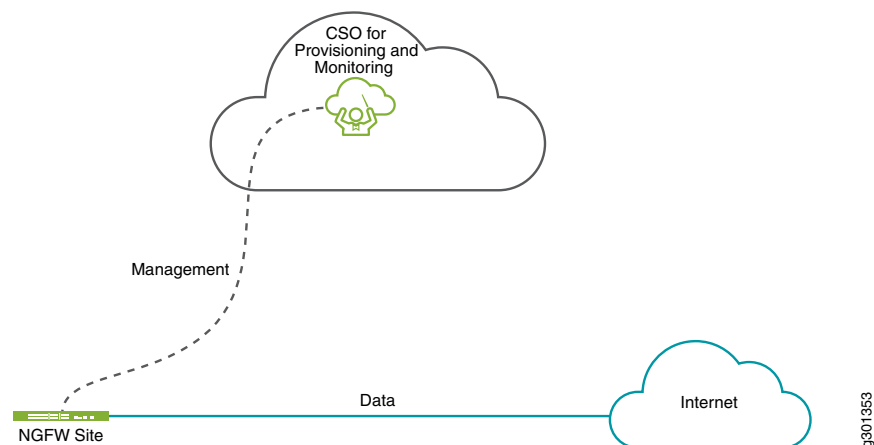 CSO for
Provisioning and
Monitoring
Management
Data
Internet
NGFW Site
g301353